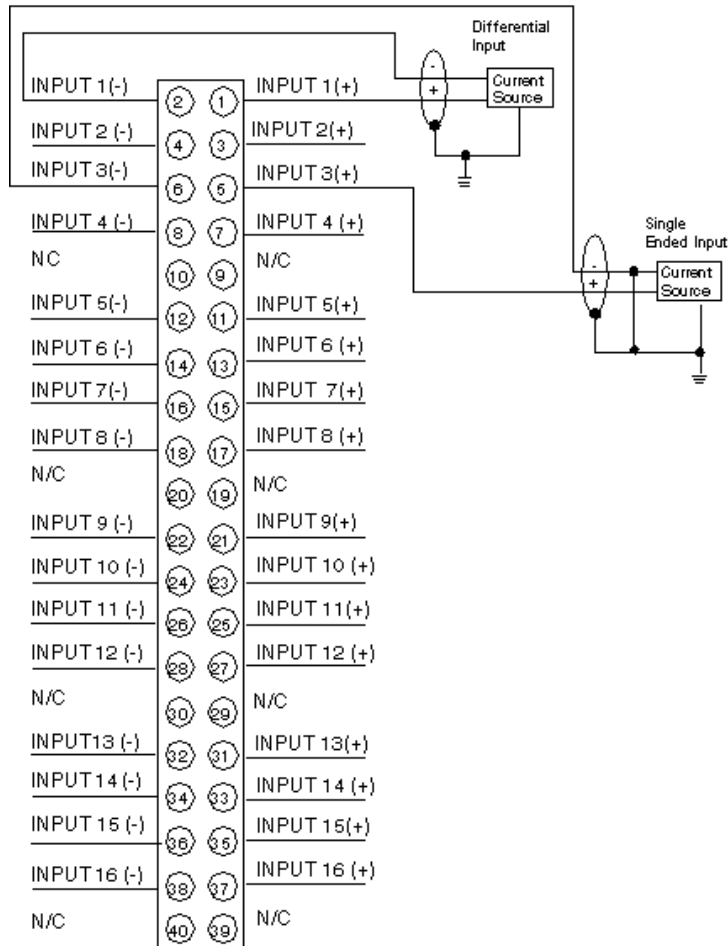 Differential
Input
-
+
Current
Source
INPUT 1(-) 2 1 INPUT 1(+)
INPUT 2 (-) 4 3 INPUT 2(+)
INPUT 3(-) 6 5 INPUT 3(+)
INPUT 4 (-) 8 7 INPUT 4 (+)
Single
Ended Input
-
+
Current
Source
NC 10 9 N/C
INPUT 5(-) 12 11 INPUT 5(+)
INPUT 6 (-) 14 13 INPUT 6 (+)
INPUT 7(-) 16 15 INPUT 7(+)
INPUT 8 (-) 18 17 INPUT 8 (+)
N/C 20 19 N/C
INPUT 9 (-) 22 21 INPUT 9(+)
INPUT 10 (-) 24 23 INPUT 10 (+)
INPUT 11 (-) 26 25 INPUT 11(+)
INPUT 12 (-) 28 27 INPUT 12 (+)
N/C 30 29 N/C
INPUT13 (-) 32 31 INPUT 13(+)
INPUT 14 (-) 34 33 INPUT 14 (+)
INPUT 15 (-) 36 35 INPUT 15(+)
INPUT 16 (-) 38 37 INPUT 16 (+)
N/C 40 39 N/C